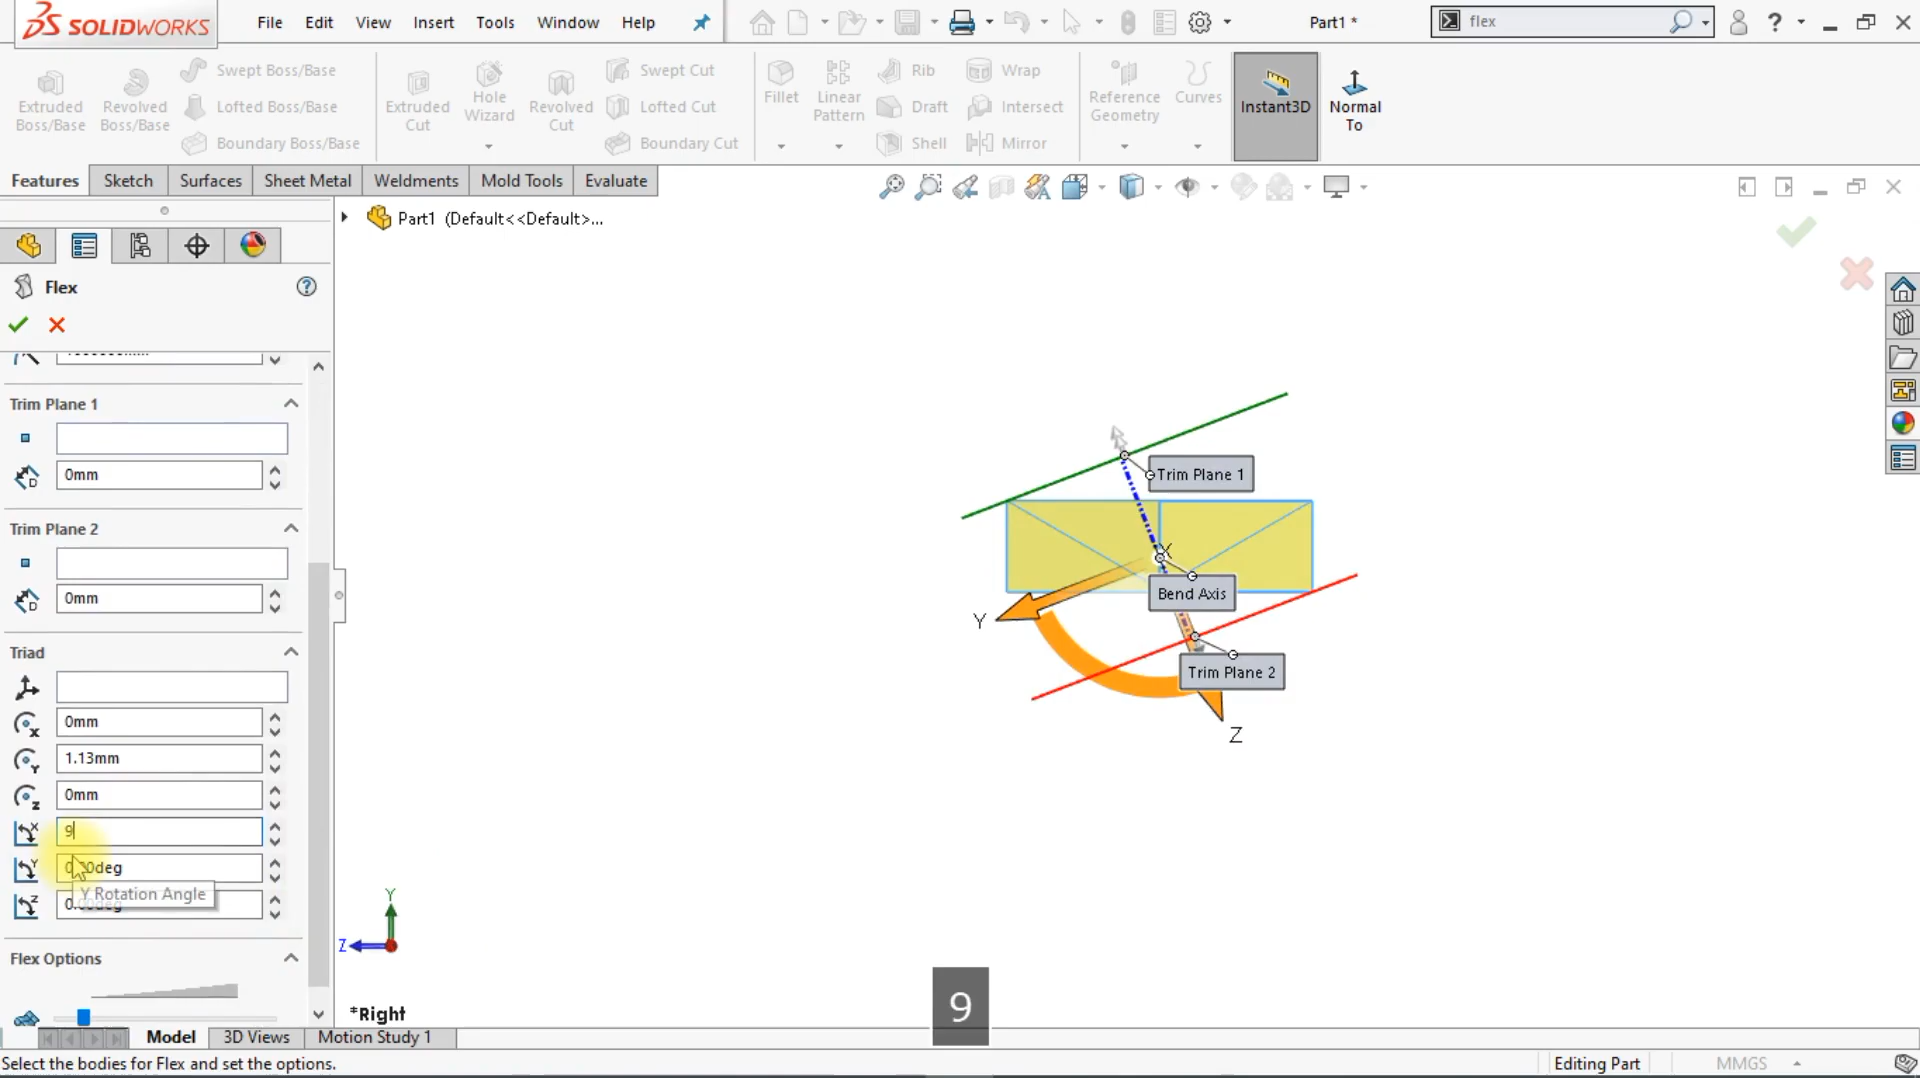 SOLIDWORKS
File Edit View Insert Tools Window Help
Part1 *
flex
?
Extruded Boss/Base
Revolved Boss/Base
Swept Boss/Base
Lofted Boss/Base
Boundary Boss/Base
Extruded Cut
Hole Wizard
Revolved Cut
Swept Cut
Lofted Cut
Boundary Cut
Fillet
Linear Pattern
Rib
Draft
Shell
Wrap
Intersect
Mirror
Reference Geometry
Curves
Instant3D
Normal To
Features Sketch Surfaces Sheet Metal Weldments Mold Tools Evaluate
Part1 (Default<<Default>...
Flex
?
Trim Plane 1
0mm
Trim Plane 2
0mm
Triad
0mm
1.13mm
0mm
9
0.00deg
Y Rotation Angle
0.00deg
Flex Options
Trim Plane 1
X
Bend Axis
Y
Trim Plane 2
Z
Y
Z
*Right
9
Model 3D Views Motion Study 1
Select the bodies for Flex and set the options.
Editing Part
MMGS